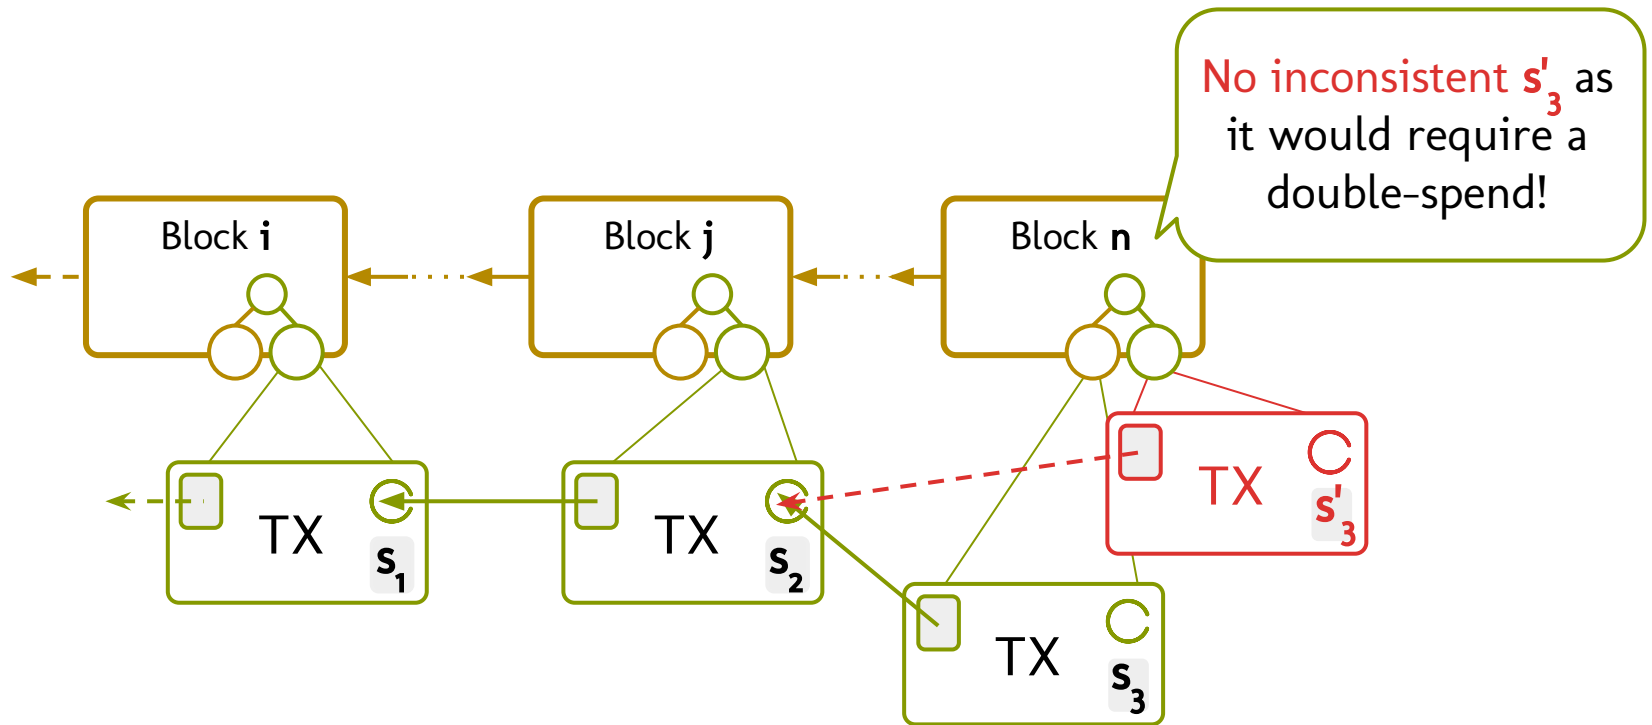 No inconsistent s'3 as
it would require a
double-spend!
Block i
Block j
Block n
TX
s1
TX
s2
TX
s'3
TX
s3